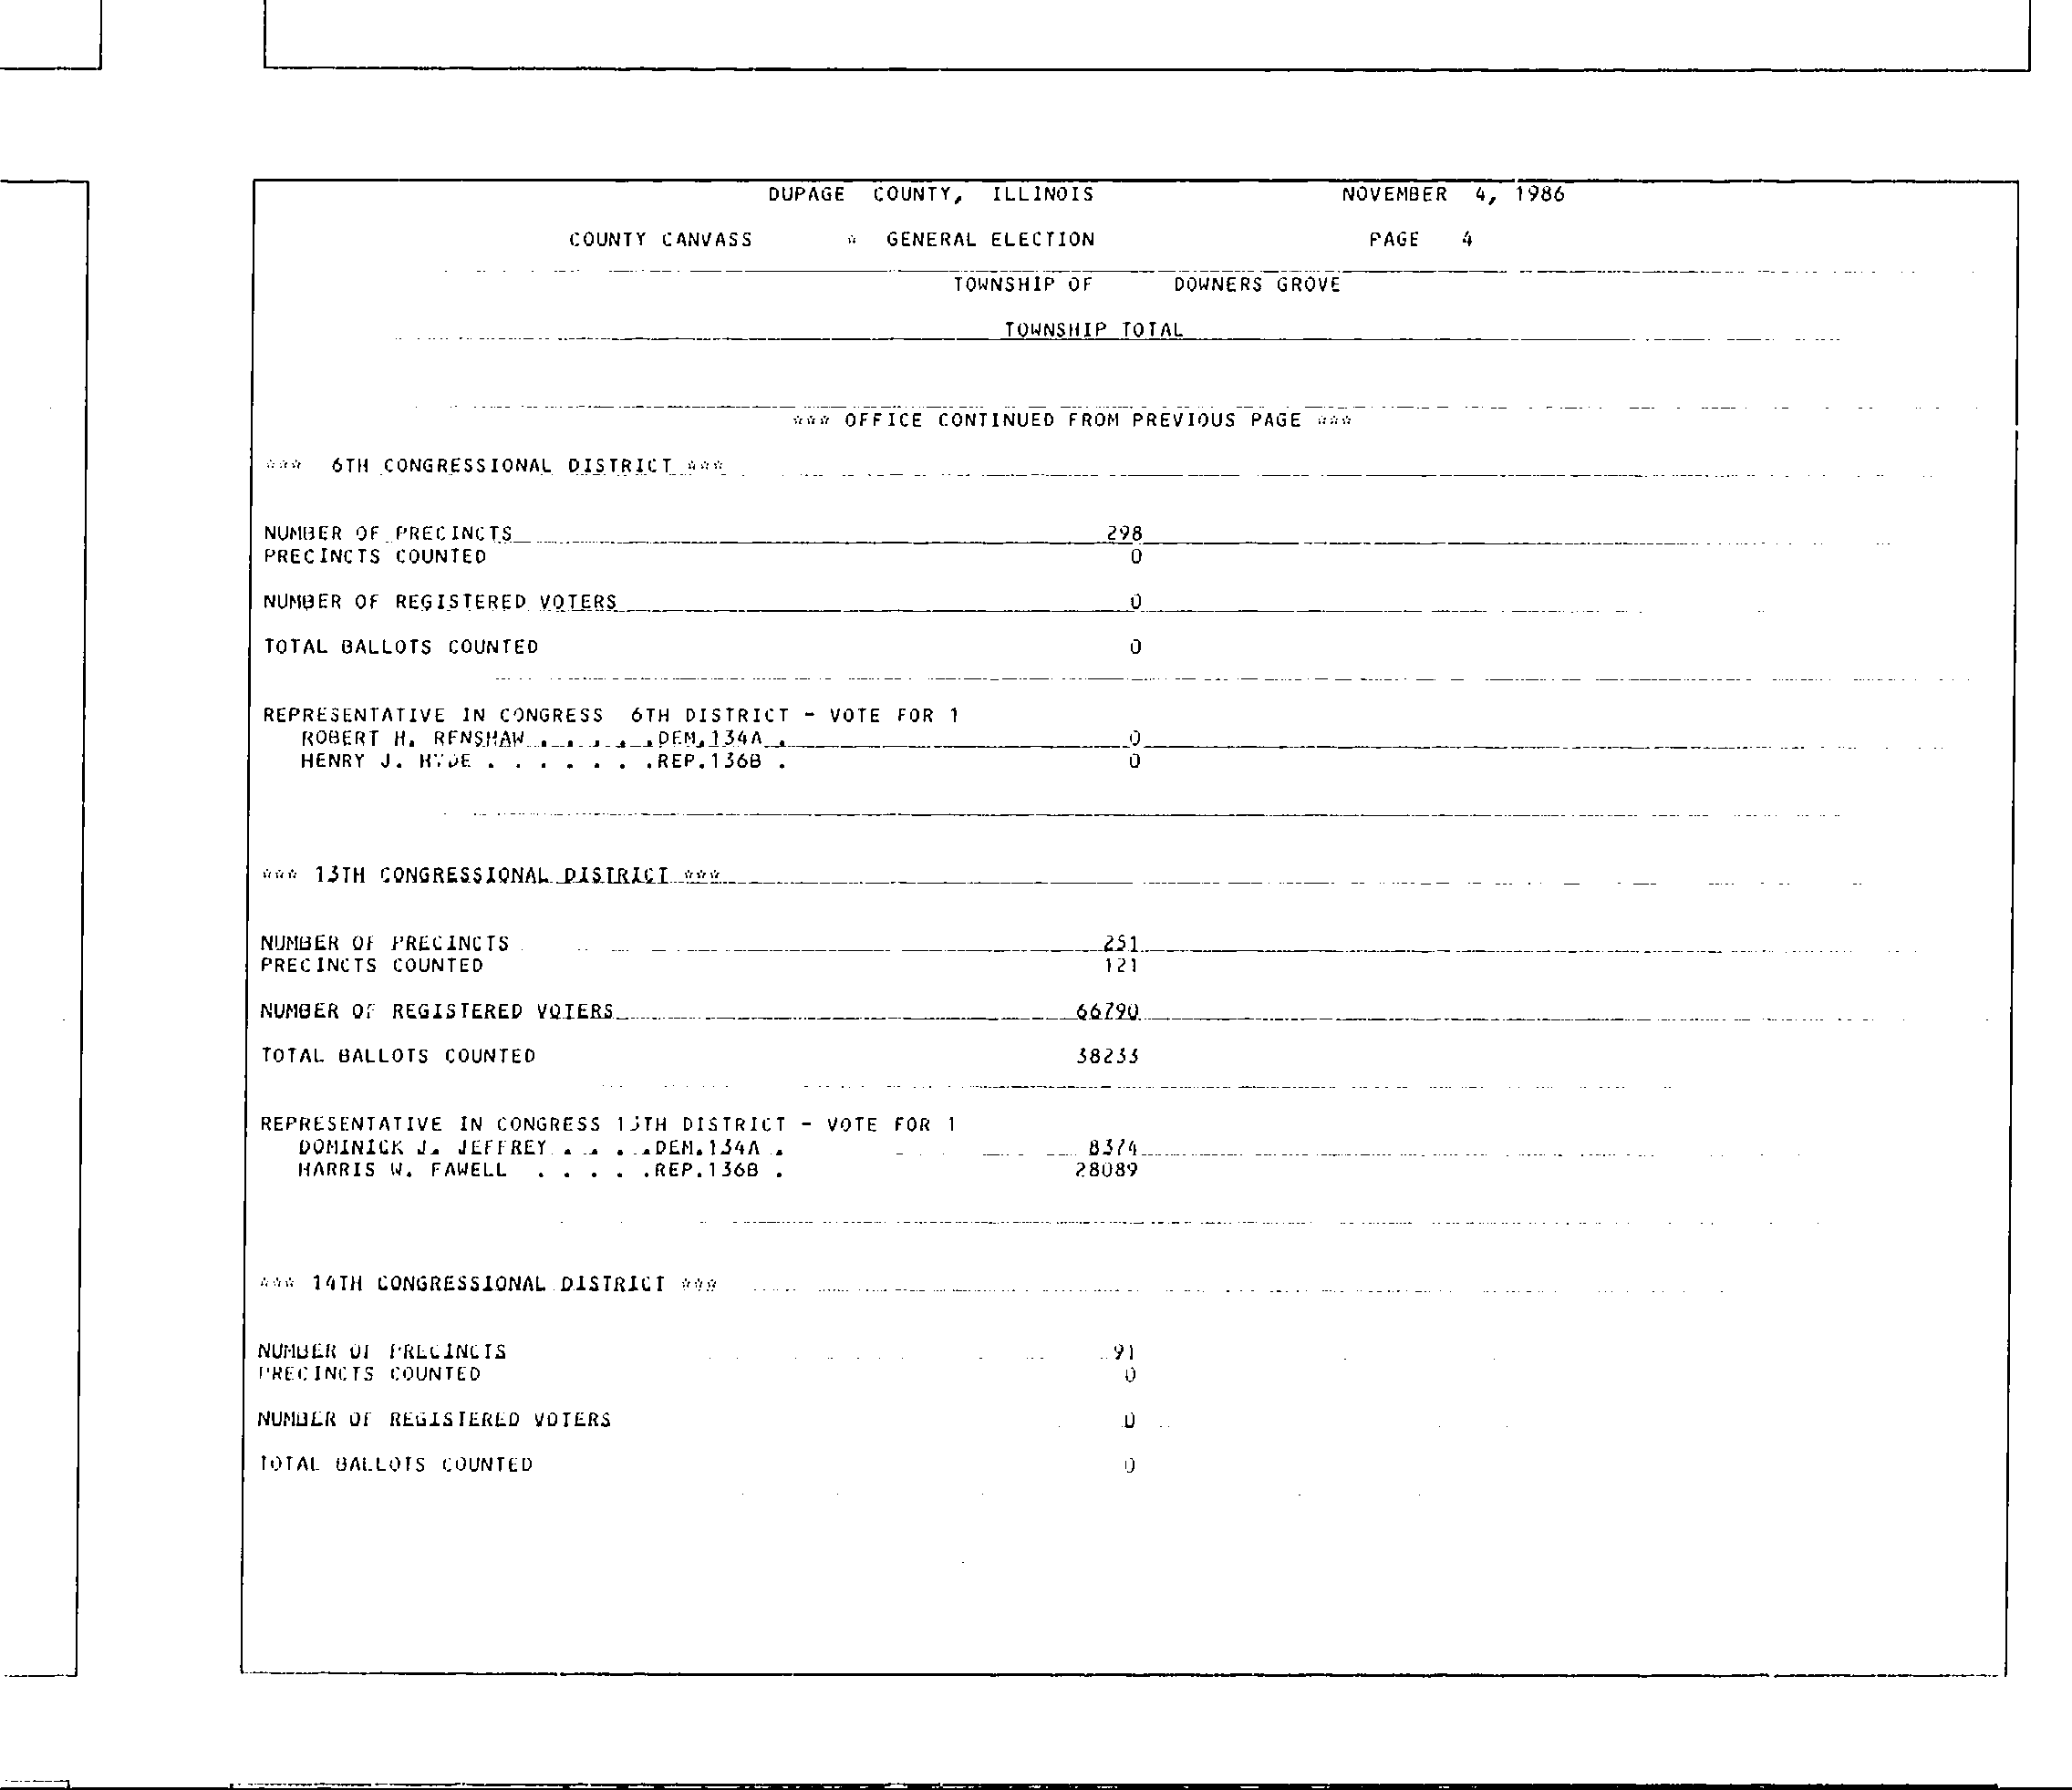 DUPAGE COUNTY, ILLINOIS NOVEMBER 4, 1986
COUNTY CANVASS * GENERAL ELECTION PAGE 4
TOWNSHIP OF DOWNERS GROVE
TOWNSHIP TOTAL
*** OFFICE CONTINUED FROM PREVIOUS PAGE ***
*** 6TH CONGRESSIONAL DISTRICT ***
NUMBER OF PRECINCTS 298
PRECINCTS COUNTED 0
NUMBER OF REGISTERED VOTERS 0
TOTAL BALLOTS COUNTED 0
REPRESENTATIVE IN CONGRESS 6TH DISTRICT - VOTE FOR 1
ROBERT H. RENSHAW . . . . . .DEM.134A . 0
HENRY J. HYDE . . . . . . .REP.136B . 0
*** 13TH CONGRESSIONAL DISTRICT ***
NUMBER OF PRECINCTS 251
PRECINCTS COUNTED 121
NUMBER OF REGISTERED VOTERS 66790
TOTAL BALLOTS COUNTED 38233
REPRESENTATIVE IN CONGRESS 13TH DISTRICT - VOTE FOR 1
DOMINICK J. JEFFREY . . . .DEM.134A . 8374
HARRIS W. FAWELL . . . . .REP.136B . 28089
*** 14TH CONGRESSIONAL DISTRICT ***
NUMBER OF PRECINCTS 91
PRECINCTS COUNTED 0
NUMBER OF REGISTERED VOTERS 0
TOTAL BALLOTS COUNTED 0